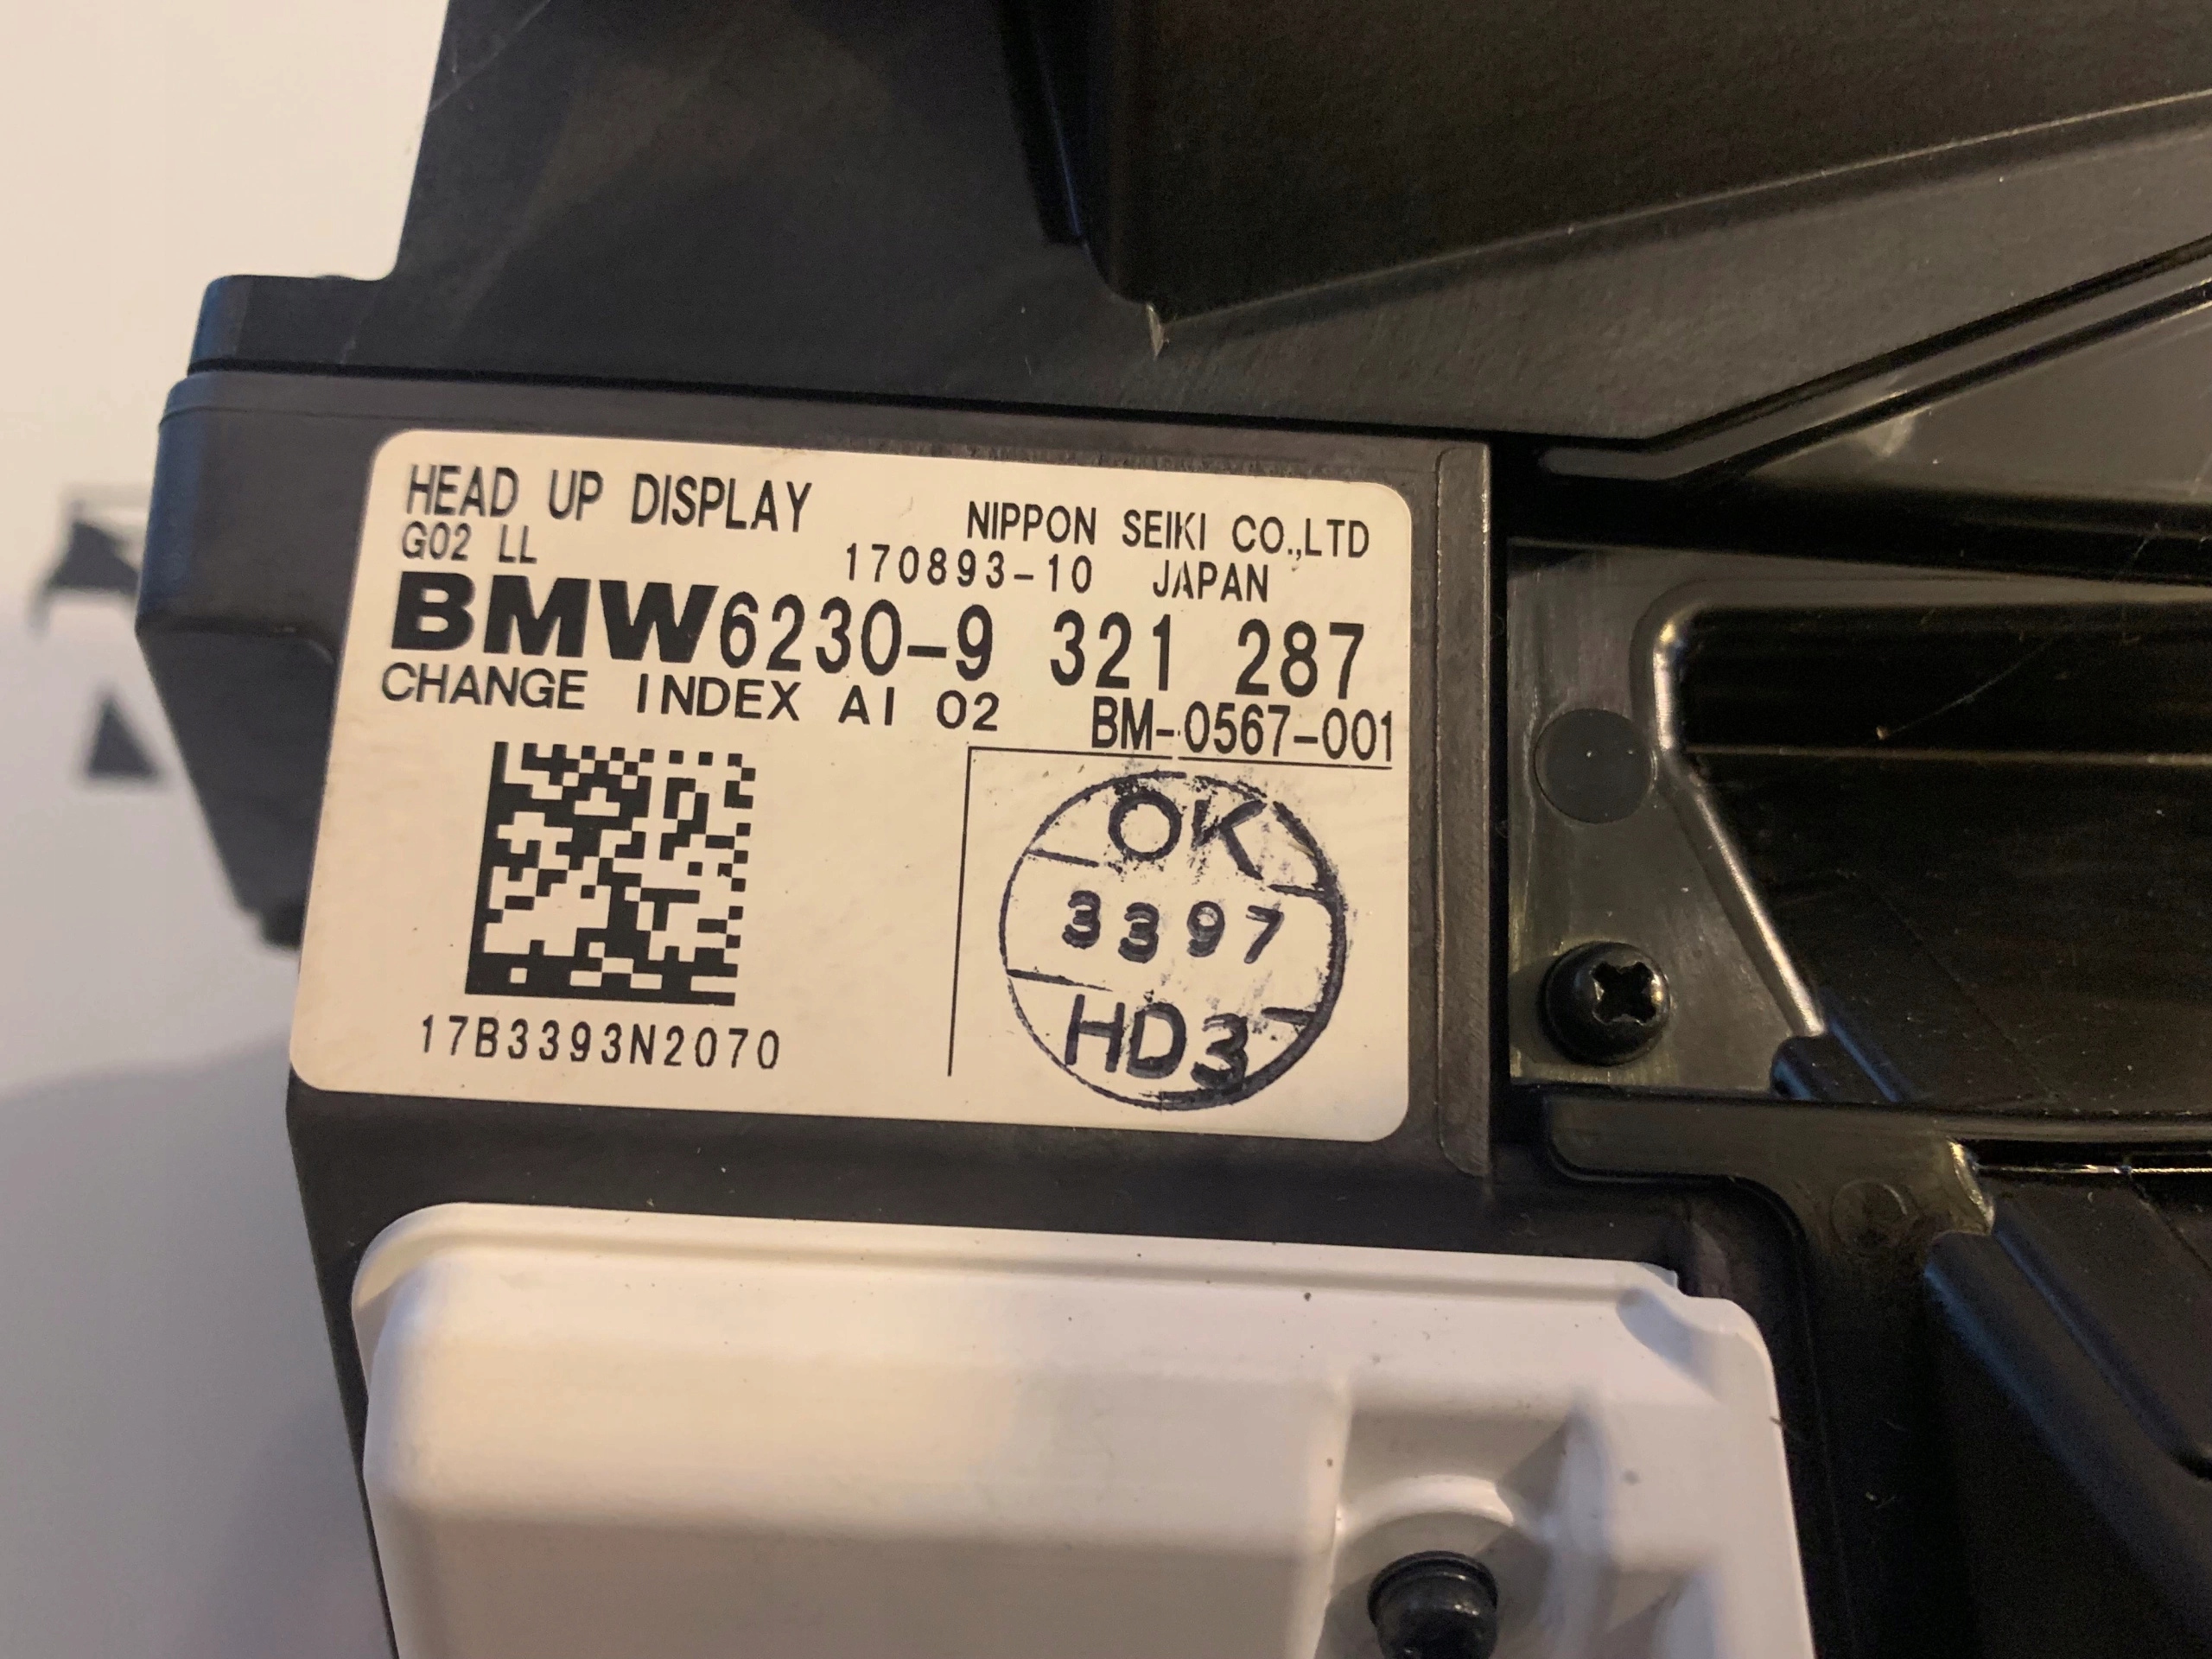 HEAD UP DISPLAY
NIPPON SEIKI CO.,LTD
G02 LL
170893-10 JAPAN
BMW6230-9 321 287
CHANGE INDEX AI 02
BM-0567-001
OK
3397
HD3
17B3393N2070